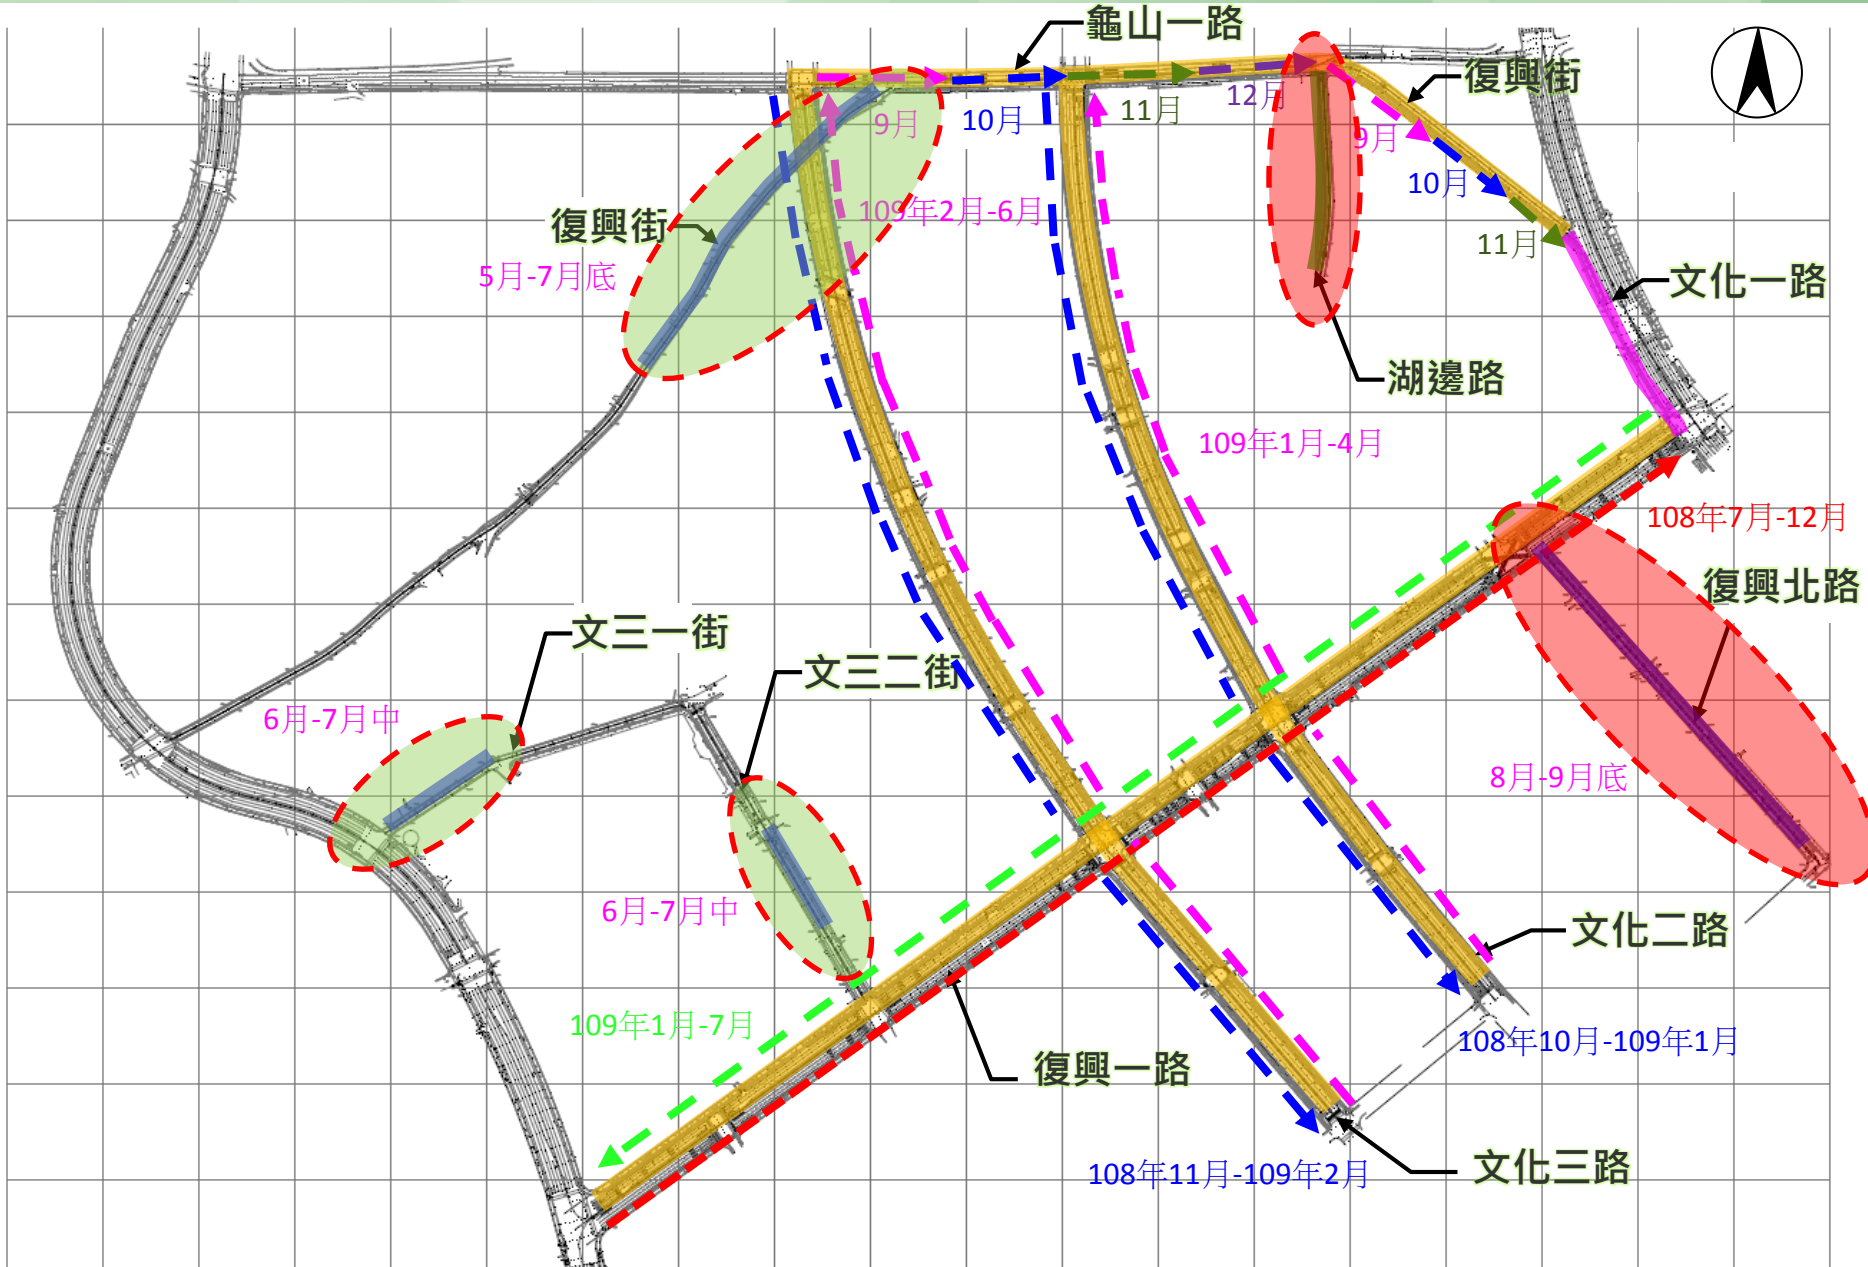 龜山一路
復興街
12月
11月
10月
9月
9月
10月
109年2月-6月
復興街
11月
5月-7月底
文化一路
湖邊路
109年1月-4月
108年7月-12月
復興北路
文三一街
文三二街
6月-7月中
8月-9月底
6月-7月中
文化二路
109年1月-7月
108年10月-109年1月
復興一路
108年11月-109年2月
文化三路